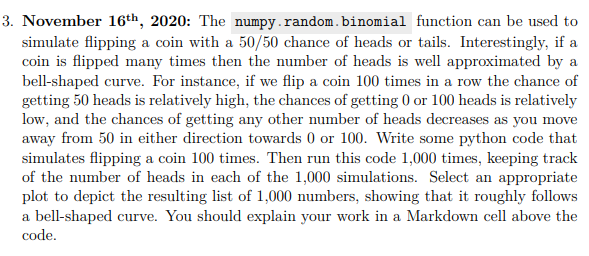 3. November 16th, 2020: The numpy.random.binomial function can be used to
simulate flipping a coin with a 50/50 chance of heads or tails. Interestingly, if a
coin is flipped many times then the number of heads is well approximated by a
bell-shaped curve. For instance, if we flip a coin 100 times in a row the chance of
getting 50 heads is relatively high, the chances of getting 0 or 100 heads is relatively
low, and the chances of getting any other number of heads decreases as you move
away from 50 in either direction towards 0 or 100. Write some python code that
simulates flipping a coin 100 times. Then run this code 1,000 times, keeping track
of the number of heads in each of the 1,000 simulations. Select an appropriate
plot to depict the resulting list of 1,000 numbers, showing that it roughly follows
a bell-shaped curve. You should explain your work in a Markdown cell above the
code.